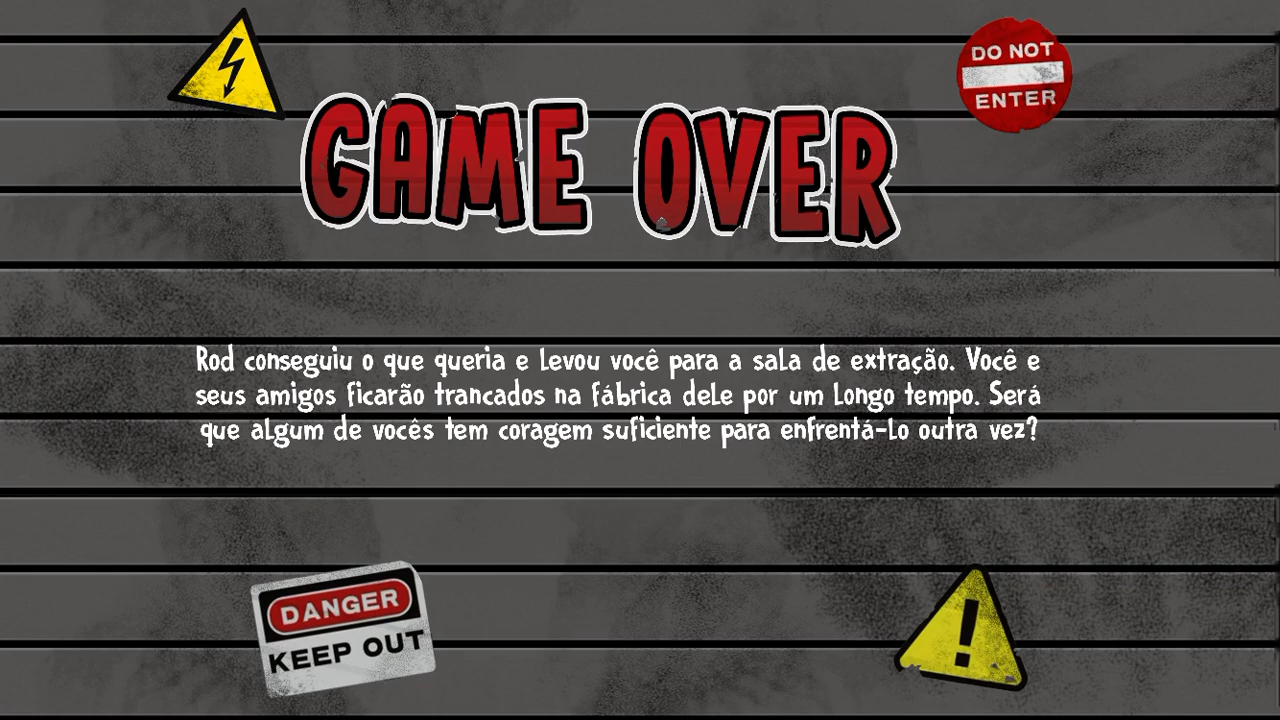 DO NOT
ENTER
GAME OVER
Rod conseguiu o que queria e levou você para a sala de extração. Você e
seus amigos ficarão trancados na fábrica dele por um longo tempo. Será
que algum de vocês tem coragem suficiente para enfrentá-lo outra vez?
DANGER
KEEP OUT
!